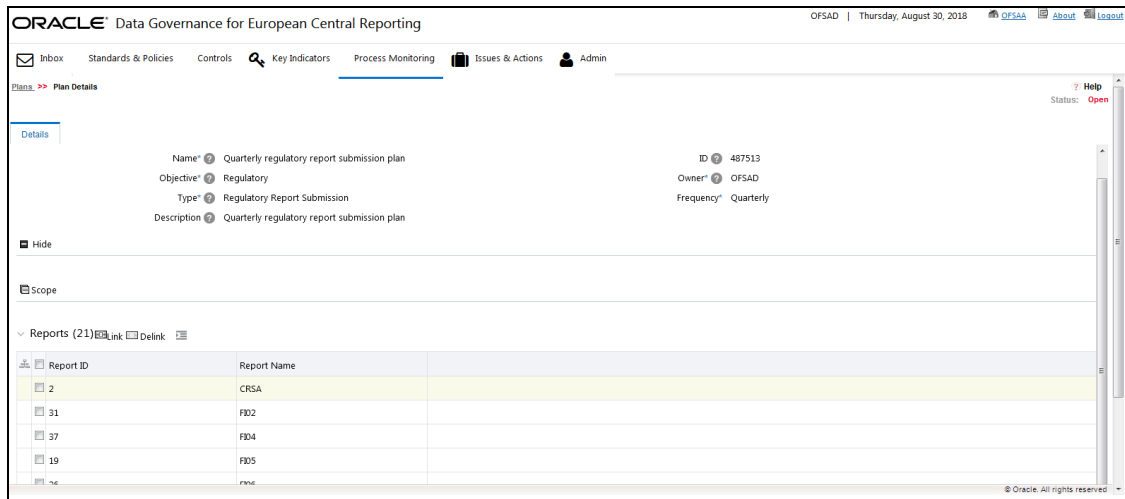 ORACLE® Data Governance for European Central Reporting
OFSAD | Thursday, August 30, 2018 OFSAA About Logout
Inbox Standards & Policies Controls Key Indicators Process Monitoring Issues & Actions Admin
Plans >> Plan Details
? Help
Status: Open
Details
Name* ? Quarterly regulatory report submission plan ID ? 487513
Objective* ? Regulatory Owner* ? OFSAD
Type* ? Regulatory Report Submission Frequency* Quarterly
Description ? Quarterly regulatory report submission plan
Hide
Scope
Reports (21) Link Delink
Report ID Report Name
2 CRSA
31 FI02
37 FI04
19 FI05
© Oracle. All rights reserved